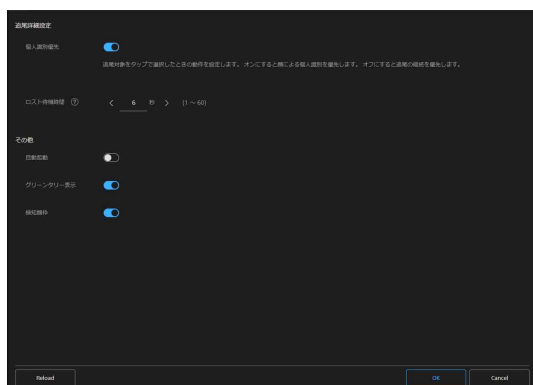 追尾詳細設定
個人識別優先
追尾対象をタップで選択したときの動作を設定します。オンにすると顔による個人識別を優先します。オフにすると追尾の継続を優先します。
ロスト待機時間 ? < 6 秒 > (1 ~ 60)
その他
自動起動
グリーンタリー表示
検知顔枠
Reload OK Cancel